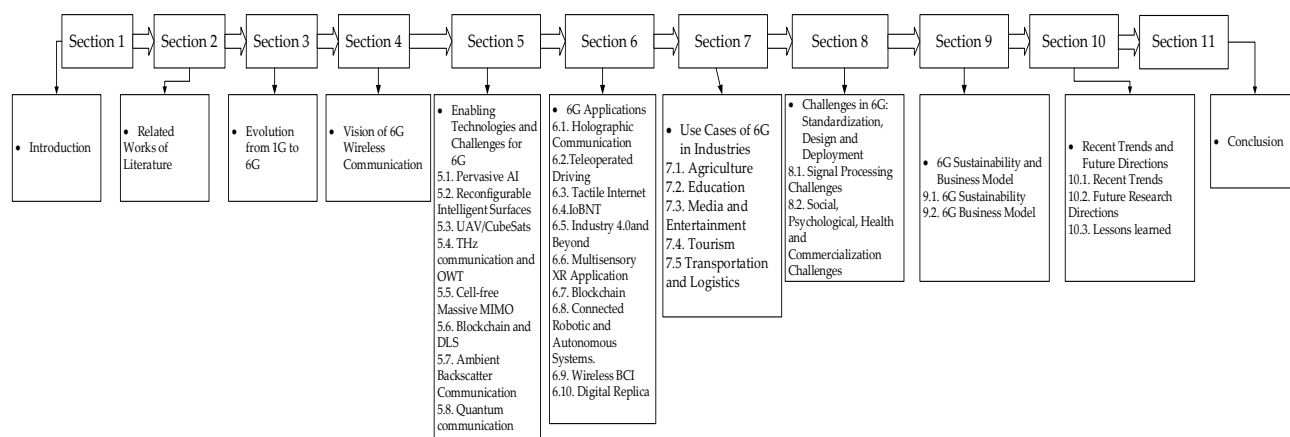 Section 1
Section 2
Section 3
Section 4
Section 5
Section 6
Section 7
Section 8
Section 9
Section 10
Section 11
• Introduction
• Related
Works of
Literature
• Evolution
from 1G to
6G
• Vision of 6G
Wireless
Communication
• Enabling
Technologies and
Challenges for
6G
5.1. Pervasive AI
5.2. Reconfigurable
Intelligent Surfaces
5.3. UAV/CubeSats
5.4. THz
communication and
OWT
5.5. Cell-free
Massive MIMO
5.6. Blockchain and
DLS
5.7. Ambient
Backscatter
Communication
5.8. Quantum
communication
• 6G Applications
6.1. Holographic
Communication
6.2.Teleoperated
Driving
6.3. Tactile Internet
6.4.IoBNT
6.5. Industry 4.0and
Beyond
6.6. Multisensory
XR Application
6.7. Blockchain
6.8. Connected
Robotic and
Autonomous
Systems.
6.9. Wireless BCI
6.10. Digital Replica
• Use Cases of 6G
in Industries
7.1. Agriculture
7.2. Education
7.3. Media and
Entertainment
7.4. Tourism
7.5 Transportation
and Logistics
• Challenges in 6G:
Standardization,
Design and
Deployment
8.1. Signal Processing
Challenges
8.2. Social,
Psychological, Health
and
Commercialization
Challenges
• 6G Sustainability and
Business Model
9.1. 6G Sustainability
9.2. 6G Business Model
• Recent Trends and
Future Directions
10.1. Recent Trends
10.2. Future Research
Directions
10.3. Lessons learned
• Conclusion